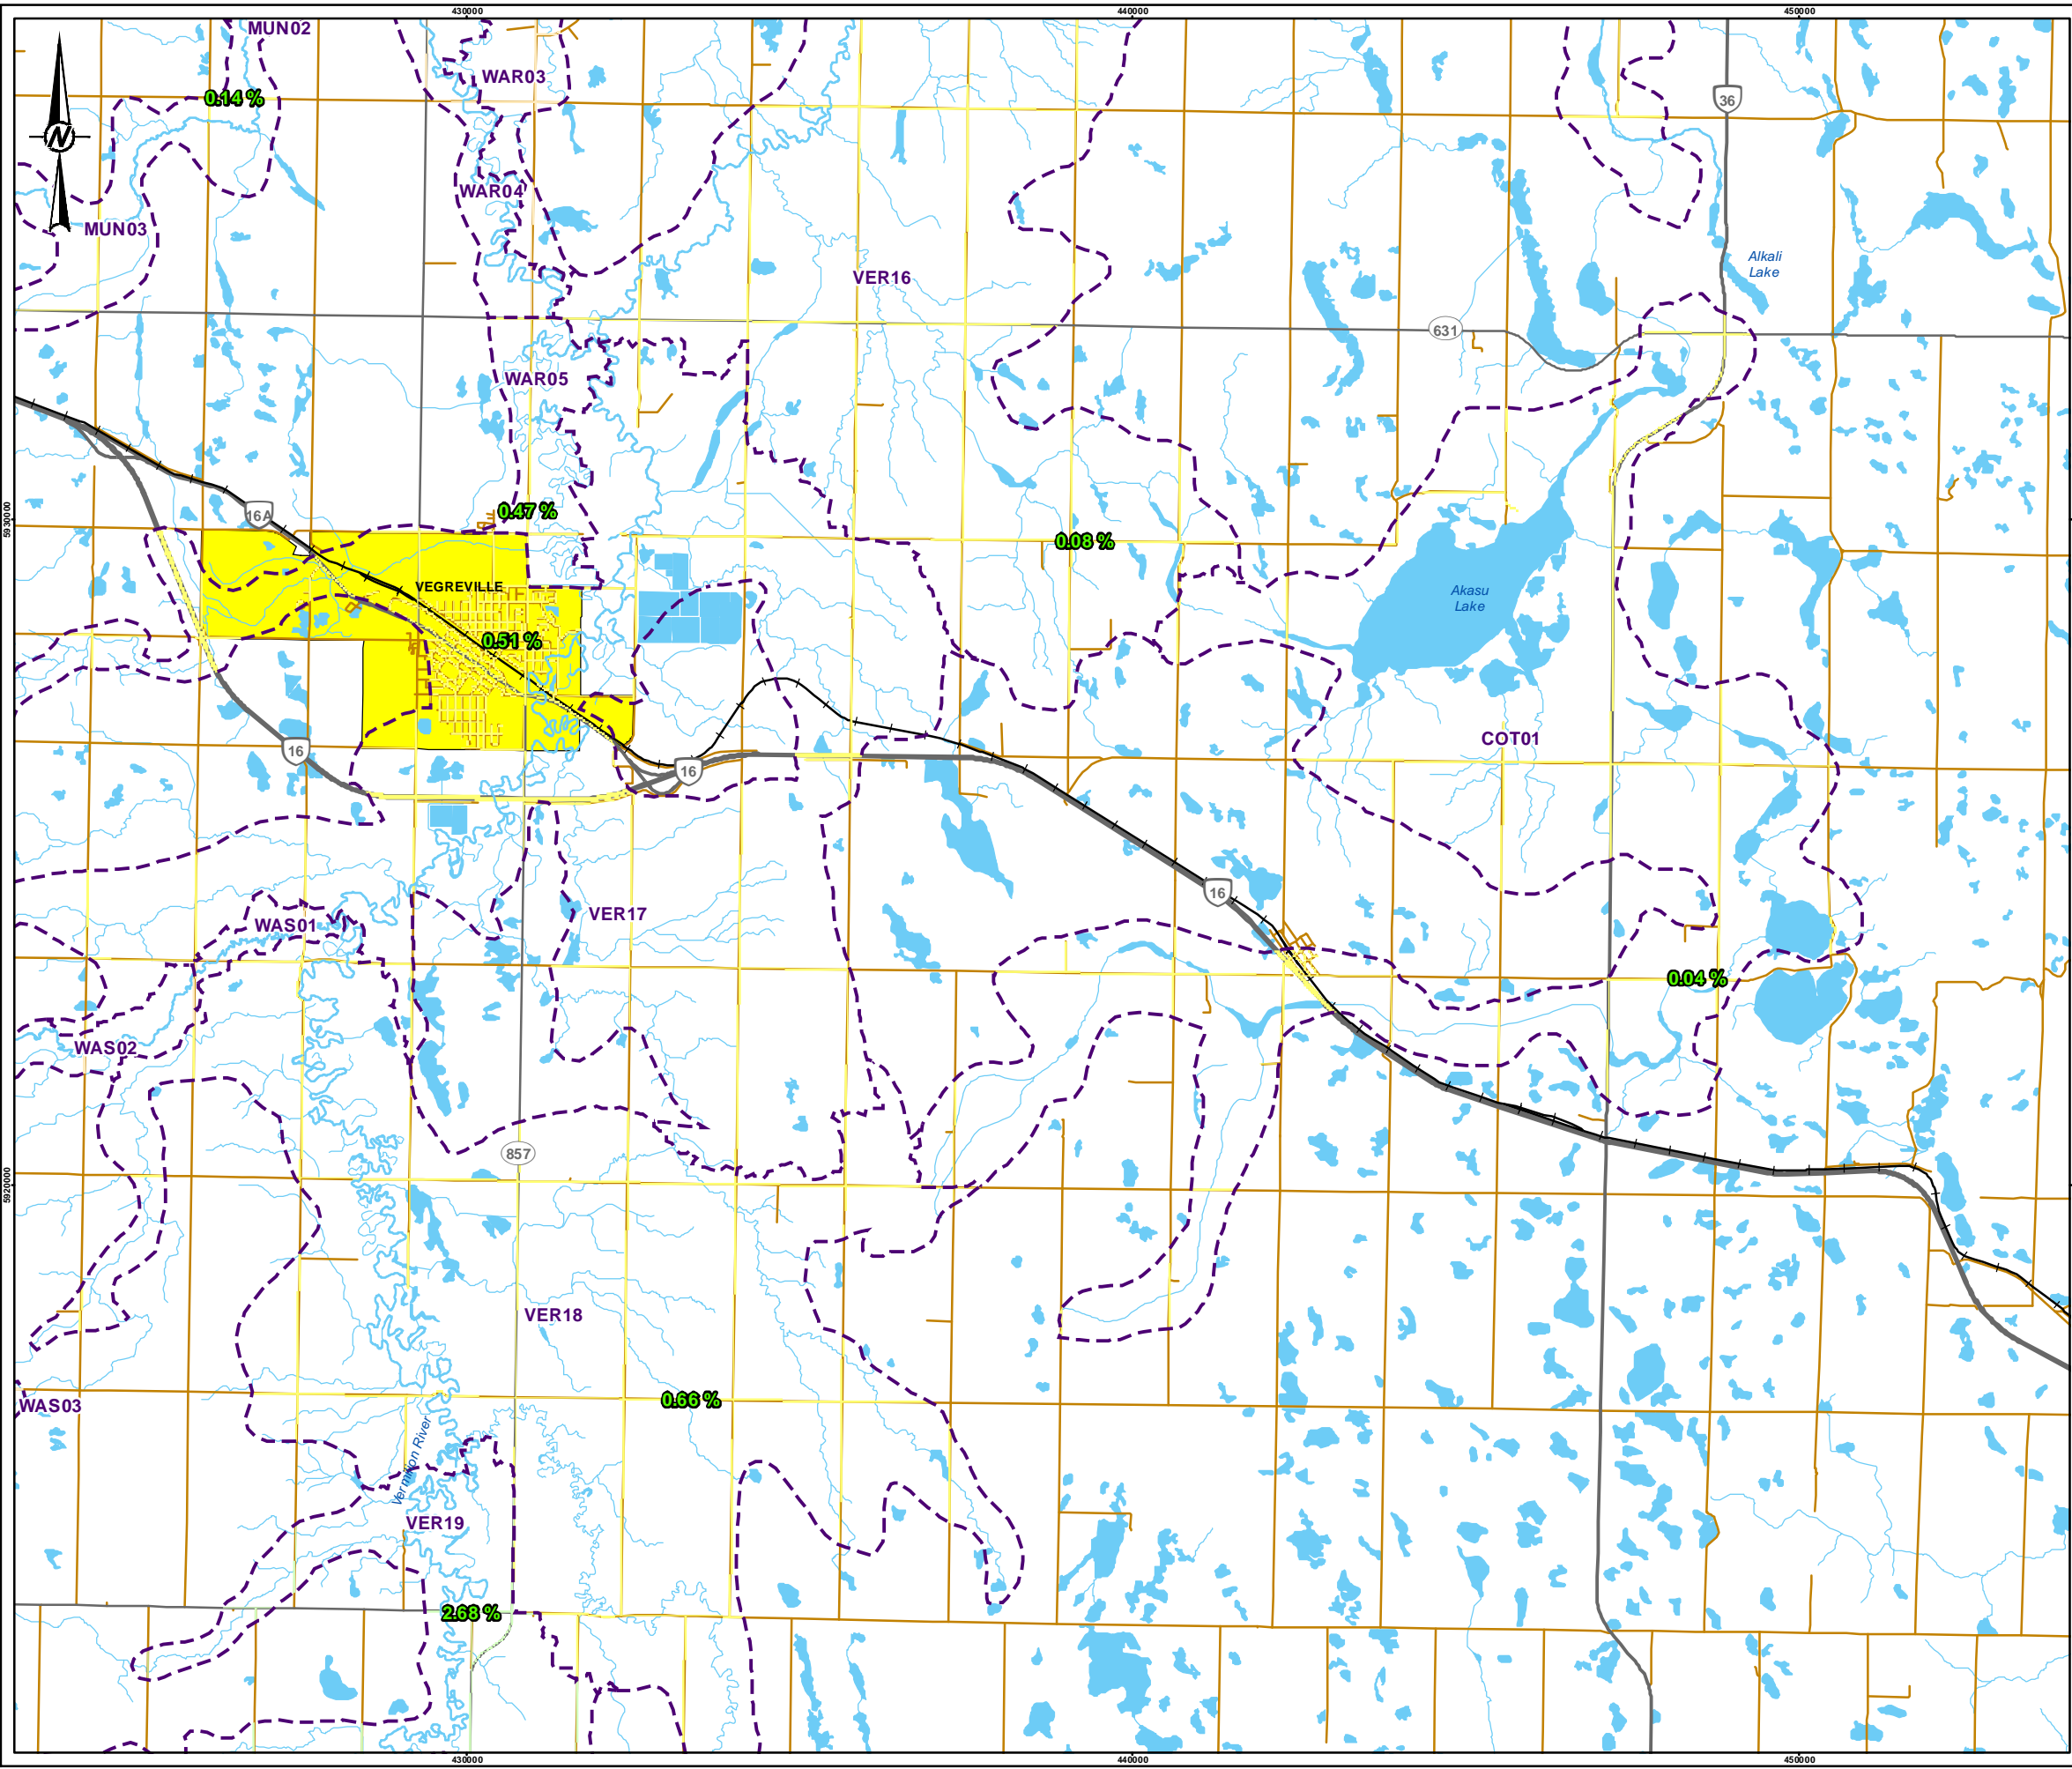 430000
440000
450000
MUN02
WAR03
0.14 %
36
N
WAR04
MUN03
Alkali
Lake
VER16
631
WAR05
16A
0.47 %
5930000
0.08 %
VEGREVILLE
Akasu
Lake
0.51 %
COT01
16
16
16
VER17
WAS01
0.04 %
WAS02
857
5920000
VER18
0.66 %
WAS03
Vermilion River
VER19
2.68 %
430000
440000
450000